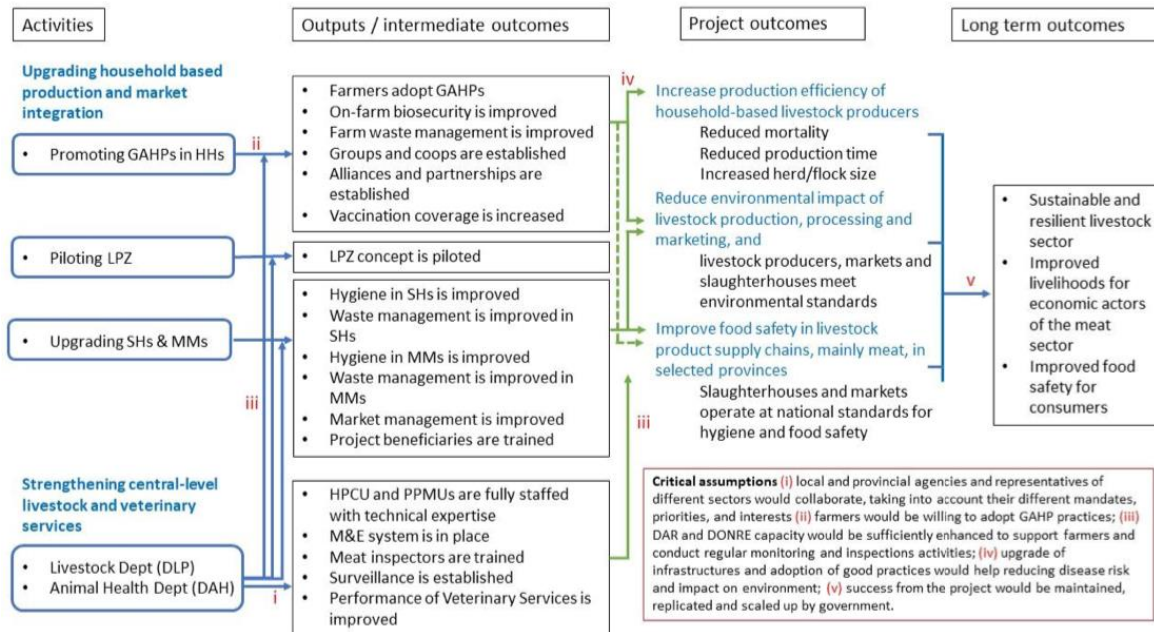 Activities
Outputs / intermediate outcomes
Project outcomes
Long term outcomes
Upgrading household based
production and market
integration
• Promoting GAHPs in HHs
ii
• Piloting LPZ
• Upgrading SHs & MMs
iii
Strengthening central-level
livestock and veterinary
services
• Livestock Dept (DLP)
• Animal Health Dept (DAH)
i
• Farmers adopt GAHPs
• On-farm biosecurity is improved
• Farm waste management is improved
• Groups and coops are established
• Alliances and partnerships are
established
• Vaccination coverage is increased
• LPZ concept is piloted
• Hygiene in SHs is improved
• Waste management is improved in
SHs
• Hygiene in MMs is improved
• Waste management is improved in
MMs
• Market management is improved
• Project beneficiaries are trained
• HPCU and PPMUs are fully staffed
with technical expertise
• M&E system is in place
• Meat inspectors are trained
• Surveillance is established
• Performance of Veterinary Services is
improved
iv
iii
Increase production efficiency of
household-based livestock producers
Reduced mortality
Reduced production time
Increased herd/flock size
Reduce environmental impact of
livestock production, processing and
marketing, and
livestock producers, markets and
slaughterhouses meet
environmental standards
Improve food safety in livestock
product supply chains, mainly meat, in
selected provinces
Slaughterhouses and markets
operate at national standards for
hygiene and food safety
v
• Sustainable and
resilient livestock
sector
• Improved
livelihoods for
economic actors
of the meat
sector
• Improved food
safety for
consumers
Critical assumptions (i) local and provincial agencies and representatives of
different sectors would collaborate, taking into account their different mandates,
priorities, and interests (ii) farmers would be willing to adopt GAHP practices; (iii)
DAR and DONRE capacity would be sufficiently enhanced to support farmers and
conduct regular monitoring and inspections activities; (iv) upgrade of
infrastructures and adoption of good practices would help reducing disease risk
and impact on environment; (v) success from the project would be maintained,
replicated and scaled up by government.